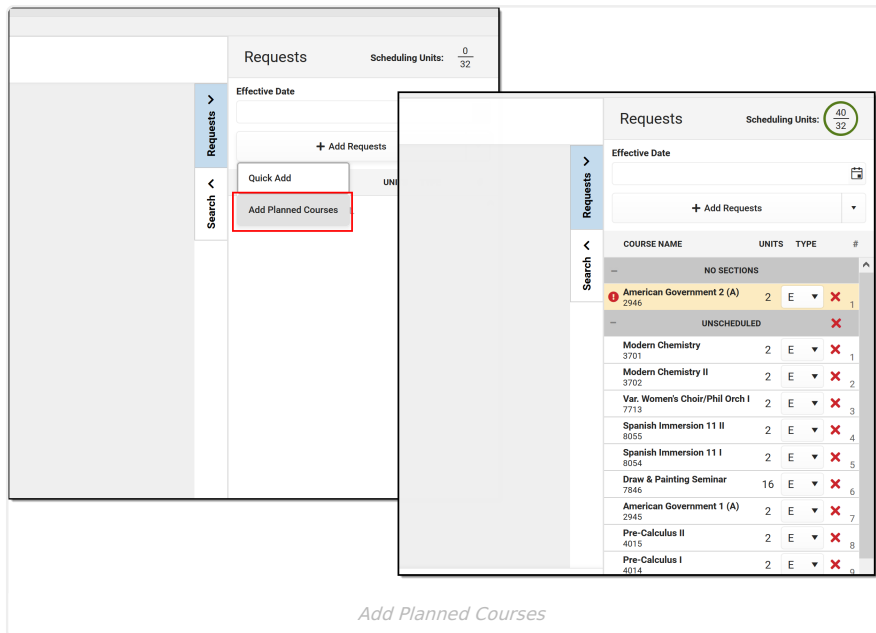 Requests Scheduling Units: 0
32
Effective Date
Requests
+ Add Requests
Quick Add
UNI
Add Planned Courses
Search
Requests Scheduling Units: 40
32
Effective Date
Requests
+ Add Requests
Search
COURSE NAME UNITS TYPE #
NO SECTIONS
American Government 2 (A) 2 E 1
2946
UNSCHEDULED
Modern Chemistry 2 E 1
3701
Modern Chemistry II 2 E 2
3702
Var. Women's Choir/Phil Orch I 2 E 3
7713
Spanish Immersion 11 II 2 E 4
8055
Spanish Immersion 11 I 2 E 5
8054
Draw & Painting Seminar 16 E 6
7846
American Government 1 (A) 2 E 7
2945
Pre-Calculus II 2 E 8
4015
Pre-Calculus I 2 E 9
4014
Add Planned Courses